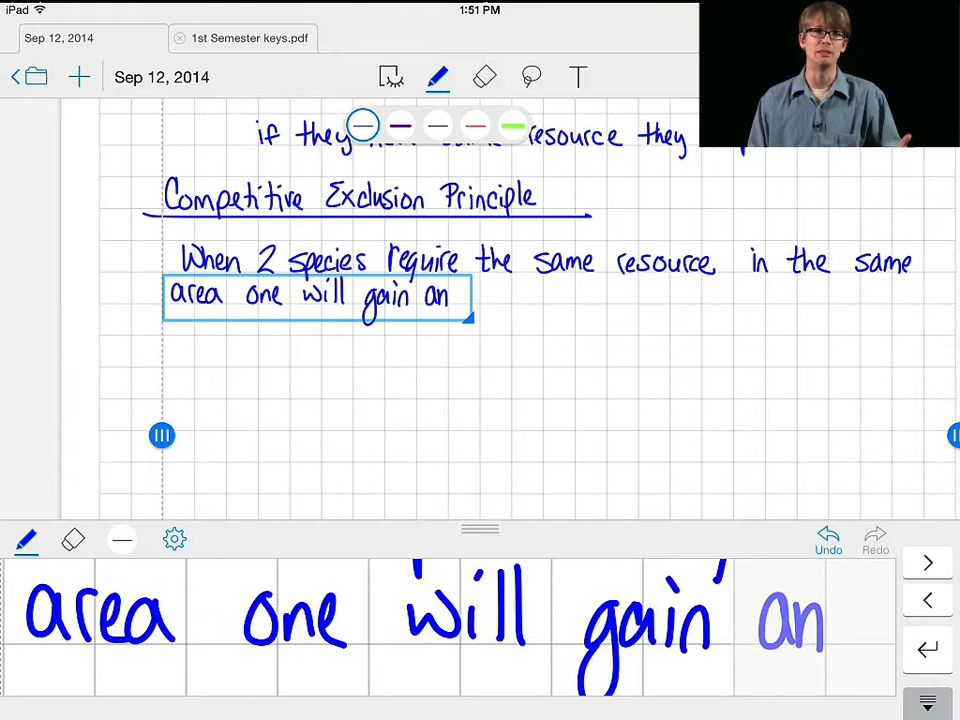 iPad 1:51 PM
Sep 12, 2014 1st Semester keys.pdf
Sep 12, 2014 T
if they resource they
Competitive Exclusion Principle
When 2 species require the same resource in the same
area one will gain an
Undo Redo
area one will gain an